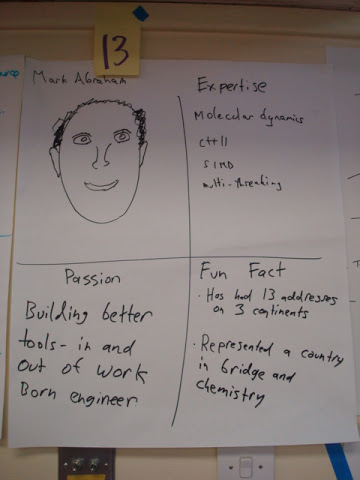 13
Mark Abraham
Expertise
Molecular dynamics
C++11
SIMD
multi-threading
Passion
Building better
tools - in and
out of work
Born engineer
Fun Fact
· Has had 13 addresses
on 3 continents
· Represented a country
in bridge and
chemistry